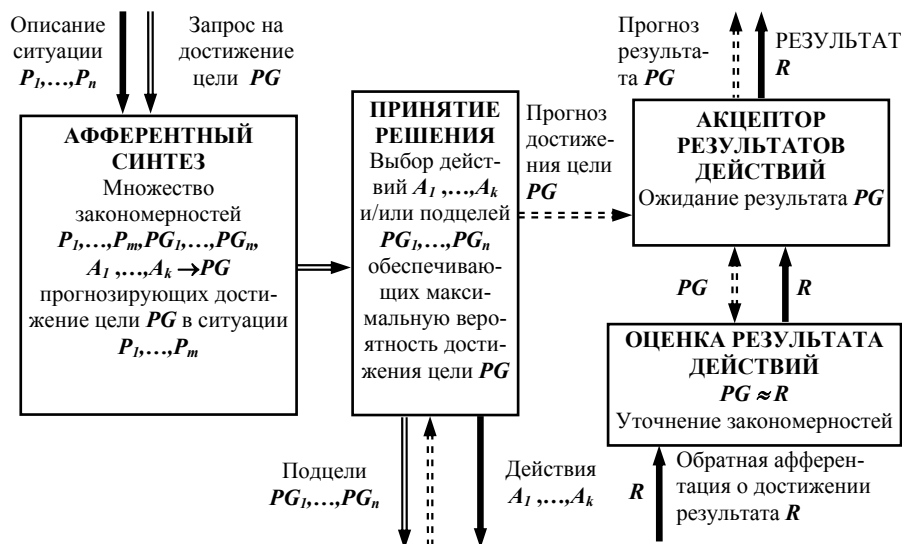 Описание
ситуации
P1,…,Pn
Запрос на
достижение
цели PG
АФФЕРЕНТНЫЙ
СИНТЕЗ
Множество
закономерностей
P1,…,Pm,PG1,…,PGn,
A1 ,…,Ak →PG
прогнозирующих дости-
жение цели PG в ситуации
P1,…,Pm
ПРИНЯТИЕ
РЕШЕНИЯ
Выбор дейст-
вий A1 ,…,Ak
и/или подцелей
PG1,…,PGn
обеспечиваю-
щих макси-
мальную веро-
ятность дости-
жения цели PG
Подцели
PG1,…,PGn
Действия
A1 ,…,Ak
Прогноз
достиже-
ния цели
PG
Прогноз
результа-
та PG
РЕЗУЛЬТАТ
R
АКЦЕПТОР
РЕЗУЛЬТАТОВ
ДЕЙСТВИЙ
Ожидание результата PG
PG
R
ОЦЕНКА РЕЗУЛЬТАТА
ДЕЙСТВИЙ
PG ≈ R
Уточнение закономерностей
R
Обратная афферен-
тация о достижении
результата R